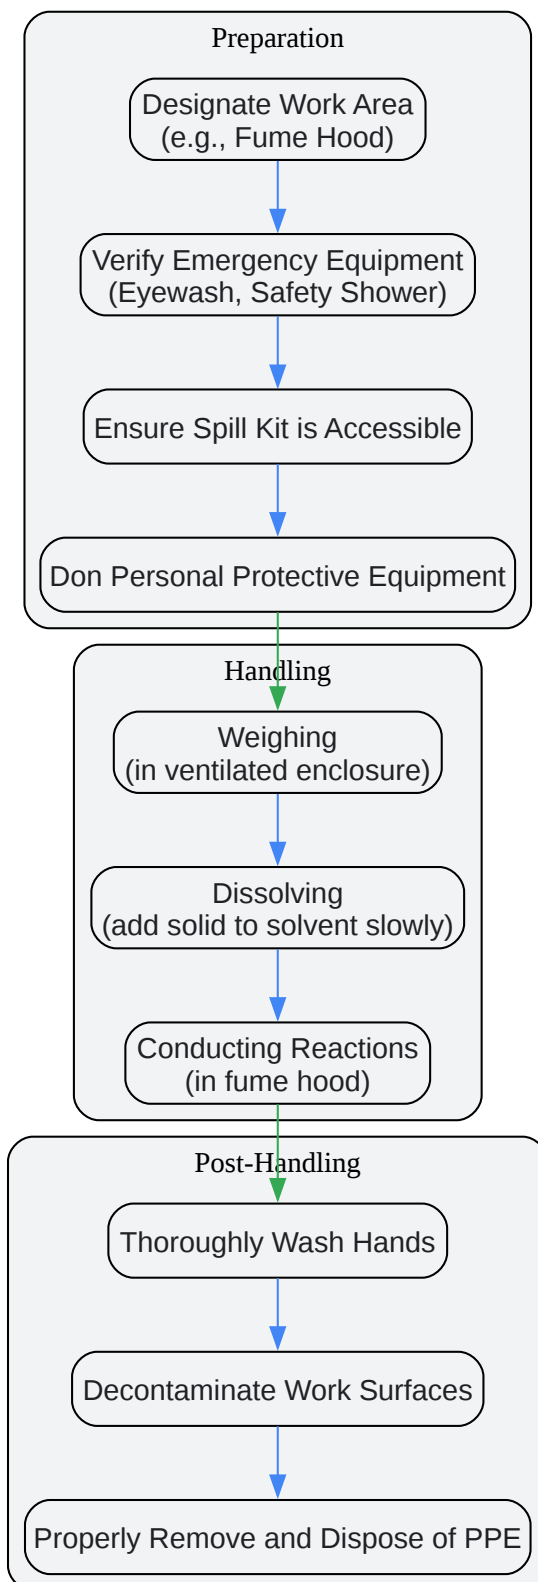 Preparation
Designate Work Area
(e.g., Fume Hood)
Verify Emergency Equipment
(Eyewash, Safety Shower)
Ensure Spill Kit is Accessible
Don Personal Protective Equipment
Handling
Weighing
(in ventilated enclosure)
Dissolving
(add solid to solvent slowly)
Conducting Reactions
(in fume hood)
Post-Handling
Thoroughly Wash Hands
Decontaminate Work Surfaces
Properly Remove and Dispose of PPE